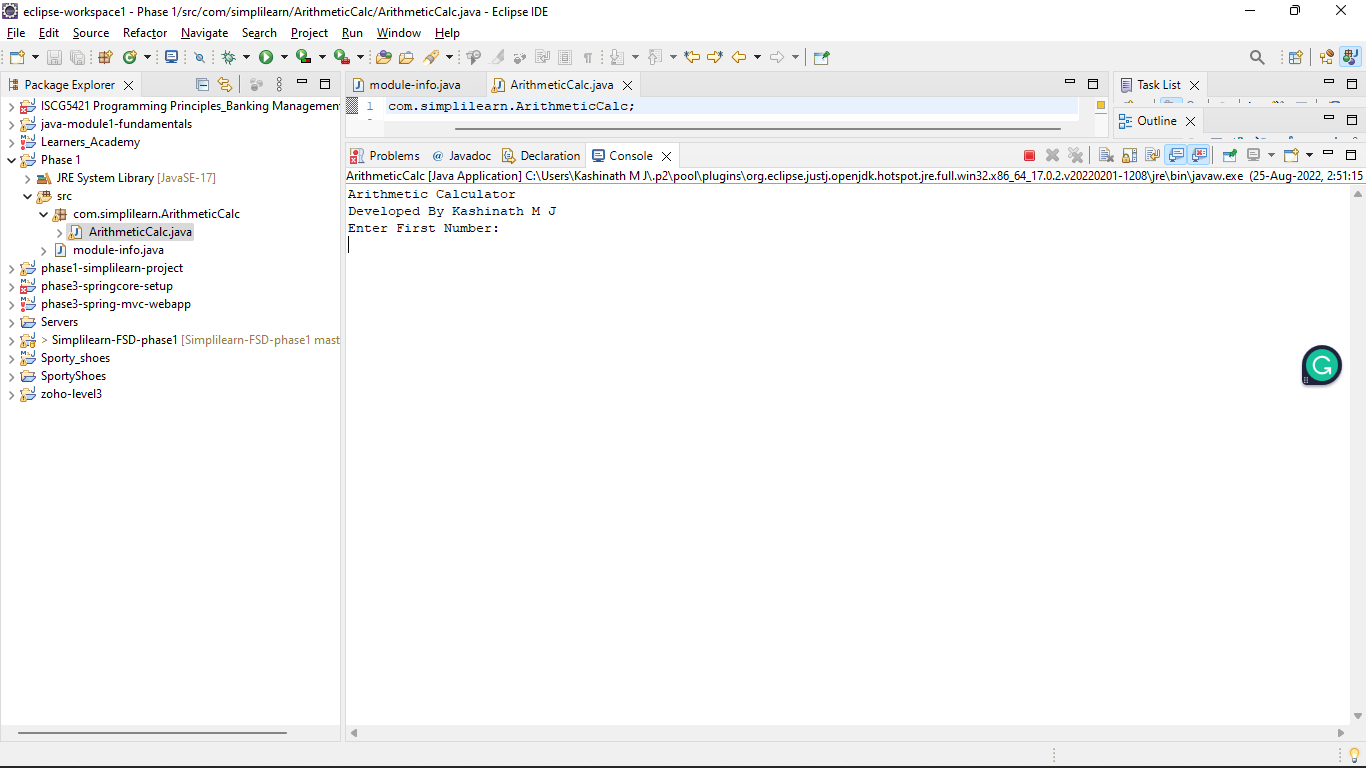 eclipse-workspace1 - Phase 1/src/com/simplilearn/ArithmeticCalc/ArithmeticCalc.java - Eclipse IDE
File Edit Source Refactor Navigate Search Project Run Window Help
Package Explorer
ISCG5421 Programming Principles_Banking Management
java-module1-fundamentals
Learners_Academy
Phase 1
JRE System Library [JavaSE-17]
src
com.simplilearn.ArithmeticCalc
ArithmeticCalc.java
module-info.java
phase1-simplilearn-project
phase3-springcore-setup
phase3-spring-mvc-webapp
Servers
> Simplilearn-FSD-phase1 [Simplilearn-FSD-phase1 mast
Sporty_shoes
SportyShoes
zoho-level3
module-info.java ArithmeticCalc.java
1 com.simplilearn.ArithmeticCalc;
Task List
Outline
Problems @ Javadoc Declaration Console
ArithmeticCalc [Java Application] C:\Users\Kashinath M J\.p2\pool\plugins\org.eclipse.justj.openjdk.hotspot.jre.full.win32.x86_64_17.0.2.v20220201-1208\jre\bin\javaw.exe (25-Aug-2022, 2:51:15
Arithmetic Calculator
Developed By Kashinath M J
Enter First Number: